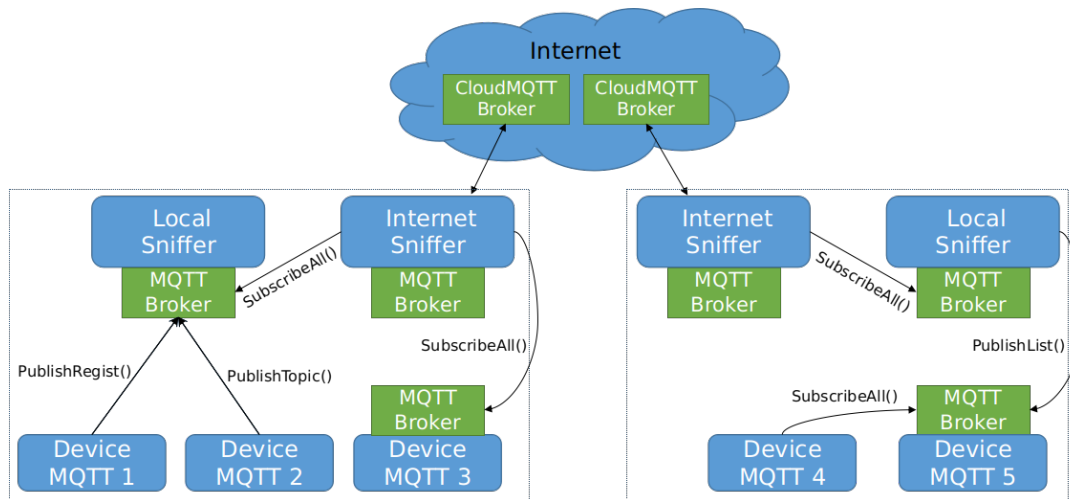 Internet
CloudMQTT
Broker
CloudMQTT
Broker
Local
Sniffer
MQTT
Broker
Internet
Sniffer
MQTT
Broker
SubscribeAll()
SubscribeAll()
PublishRegist()
PublishTopic()
MQTT
Broker
Device
MQTT 1
Device
MQTT 2
Device
MQTT 3
Internet
Sniffer
MQTT
Broker
Local
Sniffer
MQTT
Broker
SubscribeAll()
PublishList()
SubscribeAll()
MQTT
Broker
Device
MQTT 4
Device
MQTT 5